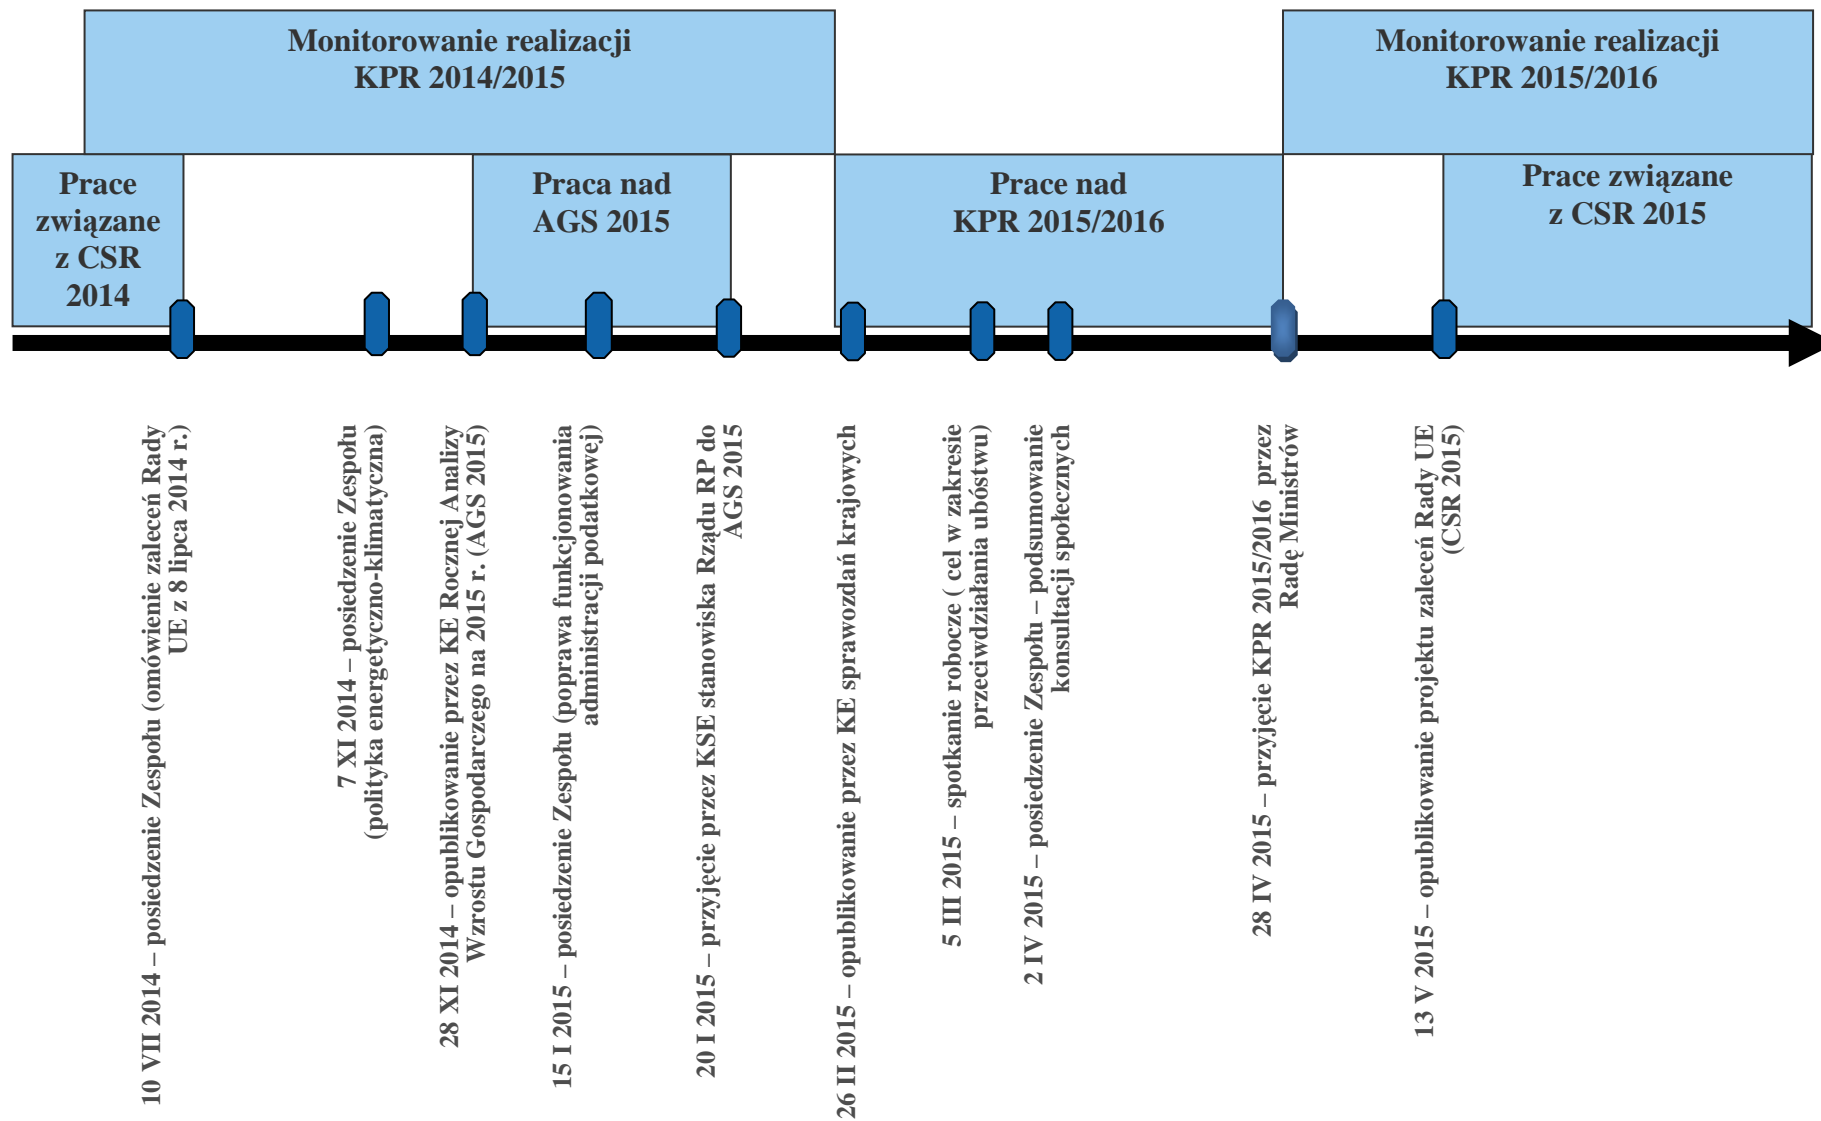 Monitorowanie realizacji
KPR 2014/2015
Monitorowanie realizacji
KPR 2015/2016
Prace
związane
z CSR
2014
Praca nad
AGS 2015
Prace nad
KPR 2015/2016
Prace związane
z CSR 2015
10 VII 2014 – posiedzenie Zespołu (omówienie zaleceń Rady
UE z 8 lipca 2014 r.)
7 XI 2014 – posiedzenie Zespołu
(polityka energetyczno-klimatyczna)
28 XI 2014 – opublikowanie przez KE Rocznej Analizy
Wzrostu Gospodarczego na 2015 r. (AGS 2015)
15 I 2015 – posiedzenie Zespołu (poprawa funkcjonowania
administracji podatkowej)
20 I 2015 – przyjęcie przez KSE stanowiska Rządu RP do
AGS 2015
26 II 2015 – opublikowanie przez KE sprawozdań krajowych
5 III 2015 – spotkanie robocze ( cel w zakresie
przeciwdziałania ubóstwu)
2 IV 2015 – posiedzenie Zespołu – podsumowanie
konsultacji społecznych
28 IV 2015 – przyjęcie KPR 2015/2016 przez
Radę Ministrów
13 V 2015 – opublikowanie projektu zaleceń Rady UE
(CSR 2015)